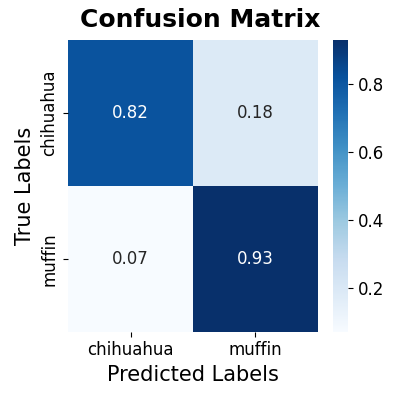 Confusion Matrix
True Labels
chihuahua
muffin
0.82 0.18
0.07 0.93
chihuahua muffin
Predicted Labels
0.8
0.6
0.4
0.2